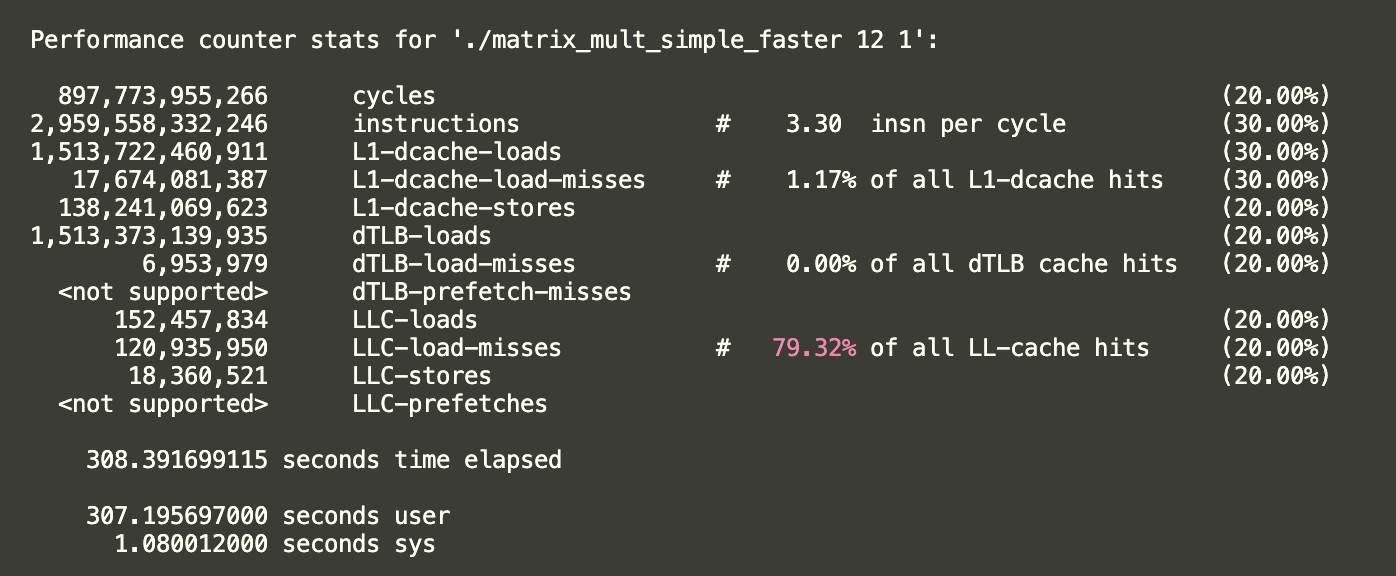 Performance counter stats for './matrix_mult_simple_faster 12 1':
897,773,955,266 cycles (20.00%)
2,959,558,332,246 instructions # 3.30 insn per cycle (30.00%)
1,513,722,460,911 L1-dcache-loads (30.00%)
17,674,081,387 L1-dcache-load-misses # 1.17% of all L1-dcache hits (30.00%)
138,241,069,623 L1-dcache-stores (20.00%)
1,513,373,139,935 dTLB-loads (20.00%)
6,953,979 dTLB-load-misses # 0.00% of all dTLB cache hits (20.00%)
<not supported> dTLB-prefetch-misses
152,457,834 LLC-loads (20.00%)
120,935,950 LLC-load-misses # 79.32% of all LL-cache hits (20.00%)
18,360,521 LLC-stores (20.00%)
<not supported> LLC-prefetches
308.391699115 seconds time elapsed
307.195697000 seconds user
1.080012000 seconds sys